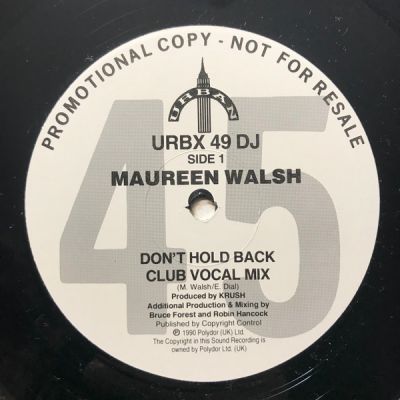 PROMOTIONAL COPY - NOT FOR RESALE
45
URBAN
URBX 49 DJ
SIDE 1
MAUREEN WALSH
DON'T HOLD BACK
CLUB VOCAL MIX
(M. Walsh/E. Dial)
Produced by KRUSH
Additional Production & Mixing by
Bruce Forest and Robin Hancock
Published by Copyright Control
℗ 1990 Polydor (UK) Ltd.
The Copyright in this Sound Recording is
owned by Polydor Ltd. (UK)